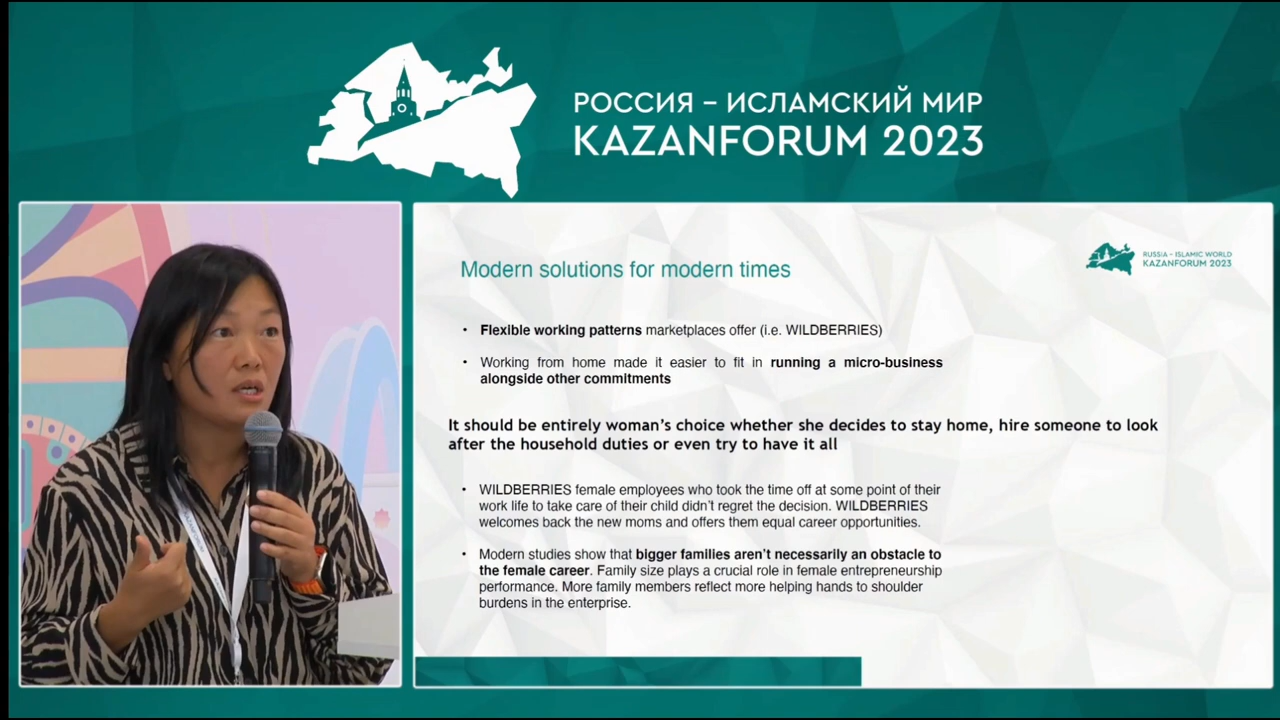 РОССИЯ – ИСЛАМСКИЙ МИР
KAZANFORUM 2023
Modern solutions for modern times
RUSSIA – ISLAMIC WORLD
KAZANFORUM 2023
• Flexible working patterns marketplaces offer (i.e. WILDBERRIES)
• Working from home made it easier to fit in running a micro-business
alongside other commitments
It should be entirely woman's choice whether she decides to stay home, hire someone to look
after the household duties or even try to have it all
• WILDBERRIES female employees who took the time off at some point of their
work life to take care of their child didn't regret the decision. WILDBERRIES
welcomes back the new moms and offers them equal career opportunities.
• Modern studies show that bigger families aren't necessarily an obstacle to
the female career. Family size plays a crucial role in female entrepreneurship
performance. More family members reflect more helping hands to shoulder
burdens in the enterprise.
KAZANFORUM